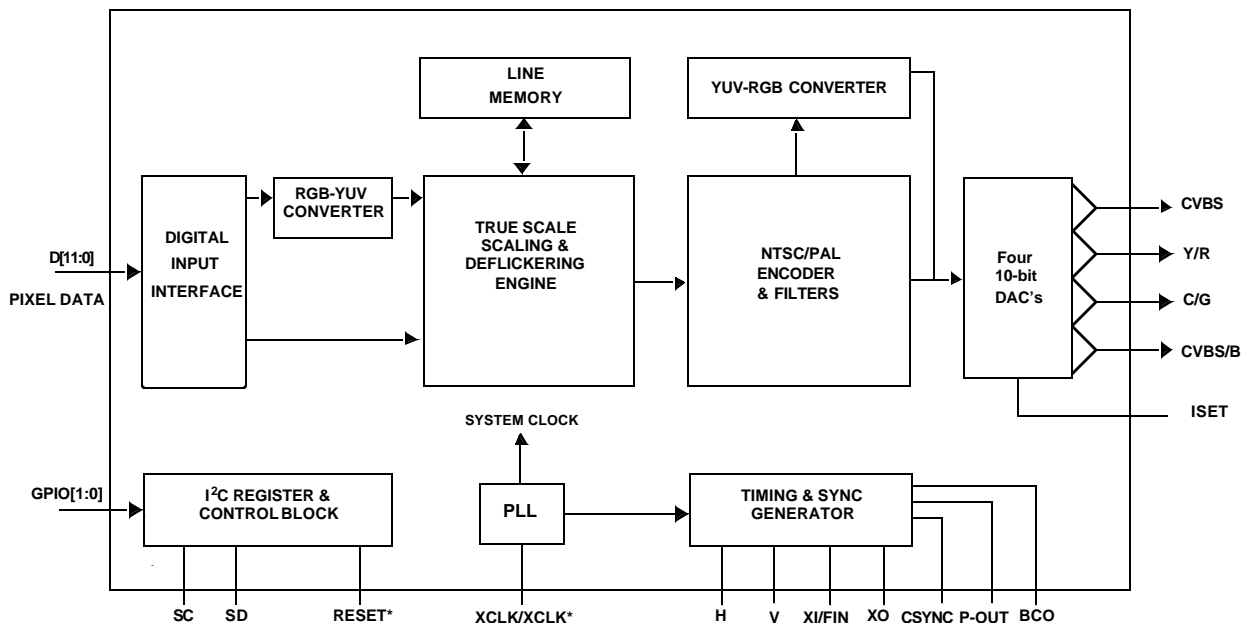 LINE
MEMORY
YUV-RGB CONVERTER
RGB-YUV
CONVERTER
DIGITAL
INPUT
INTERFACE
TRUE SCALE
SCALING &
DEFLICKERING
ENGINE
NTSC/PAL
ENCODER
& FILTERS
Four
10-bit
DAC's
D[11:0]
PIXEL DATA
CVBS
Y/R
C/G
CVBS/B
ISET
SYSTEM CLOCK
GPIO[1:0]
I²C REGISTER &
CONTROL BLOCK
PLL
TIMING & SYNC
GENERATOR
SC SD RESET* XCLK/XCLK* H V XI/FIN XO CSYNC P-OUT BCO